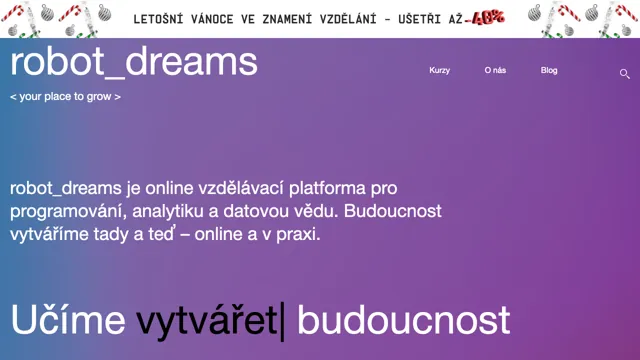 LETOŠNÍ VÁNOCE VE ZNAMENÍ VZDĚLÁNÍ - UŠETŘI AŽ -40%
robot_dreams
Kurzy
O nás
Blog
< your place to grow >
robot_dreams je online vzdělávací platforma pro
programování, analytiku a datovou vědu. Budoucnost
vytváříme tady a teď – online a v praxi.
Učíme vytvářet| budoucnost